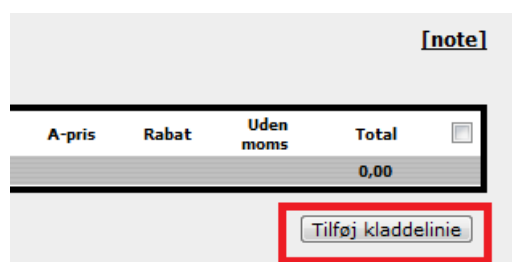 [note]
A-pris Rabat Uden moms Total
0,00
Tilføj kladdelinie